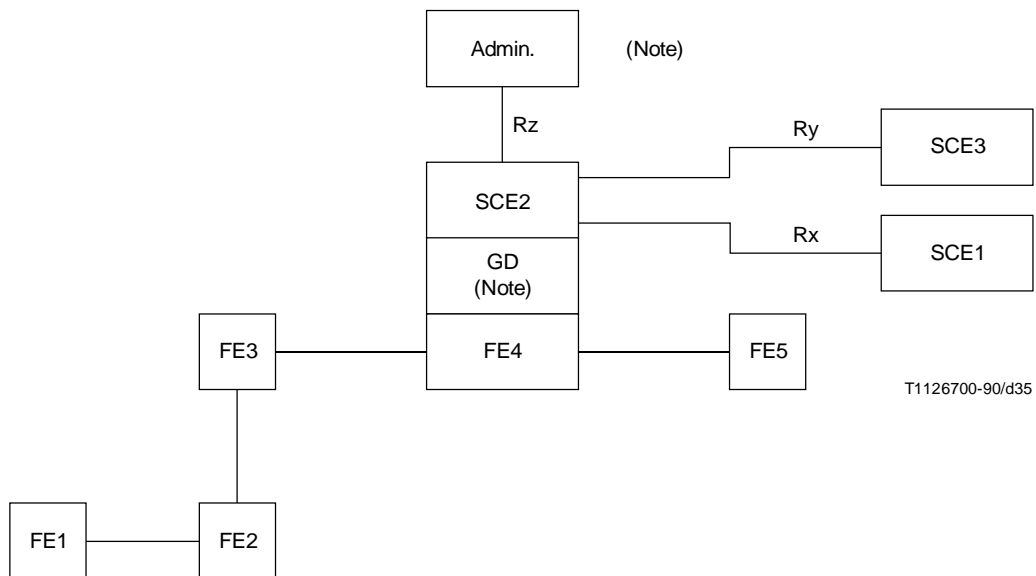 Admin.
(Note)
Rz
Ry
SCE3
SCE2
Rx
SCE1
GD
(Note)
FE3
FE4
FE5
T1126700-90/d35
FE1
FE2